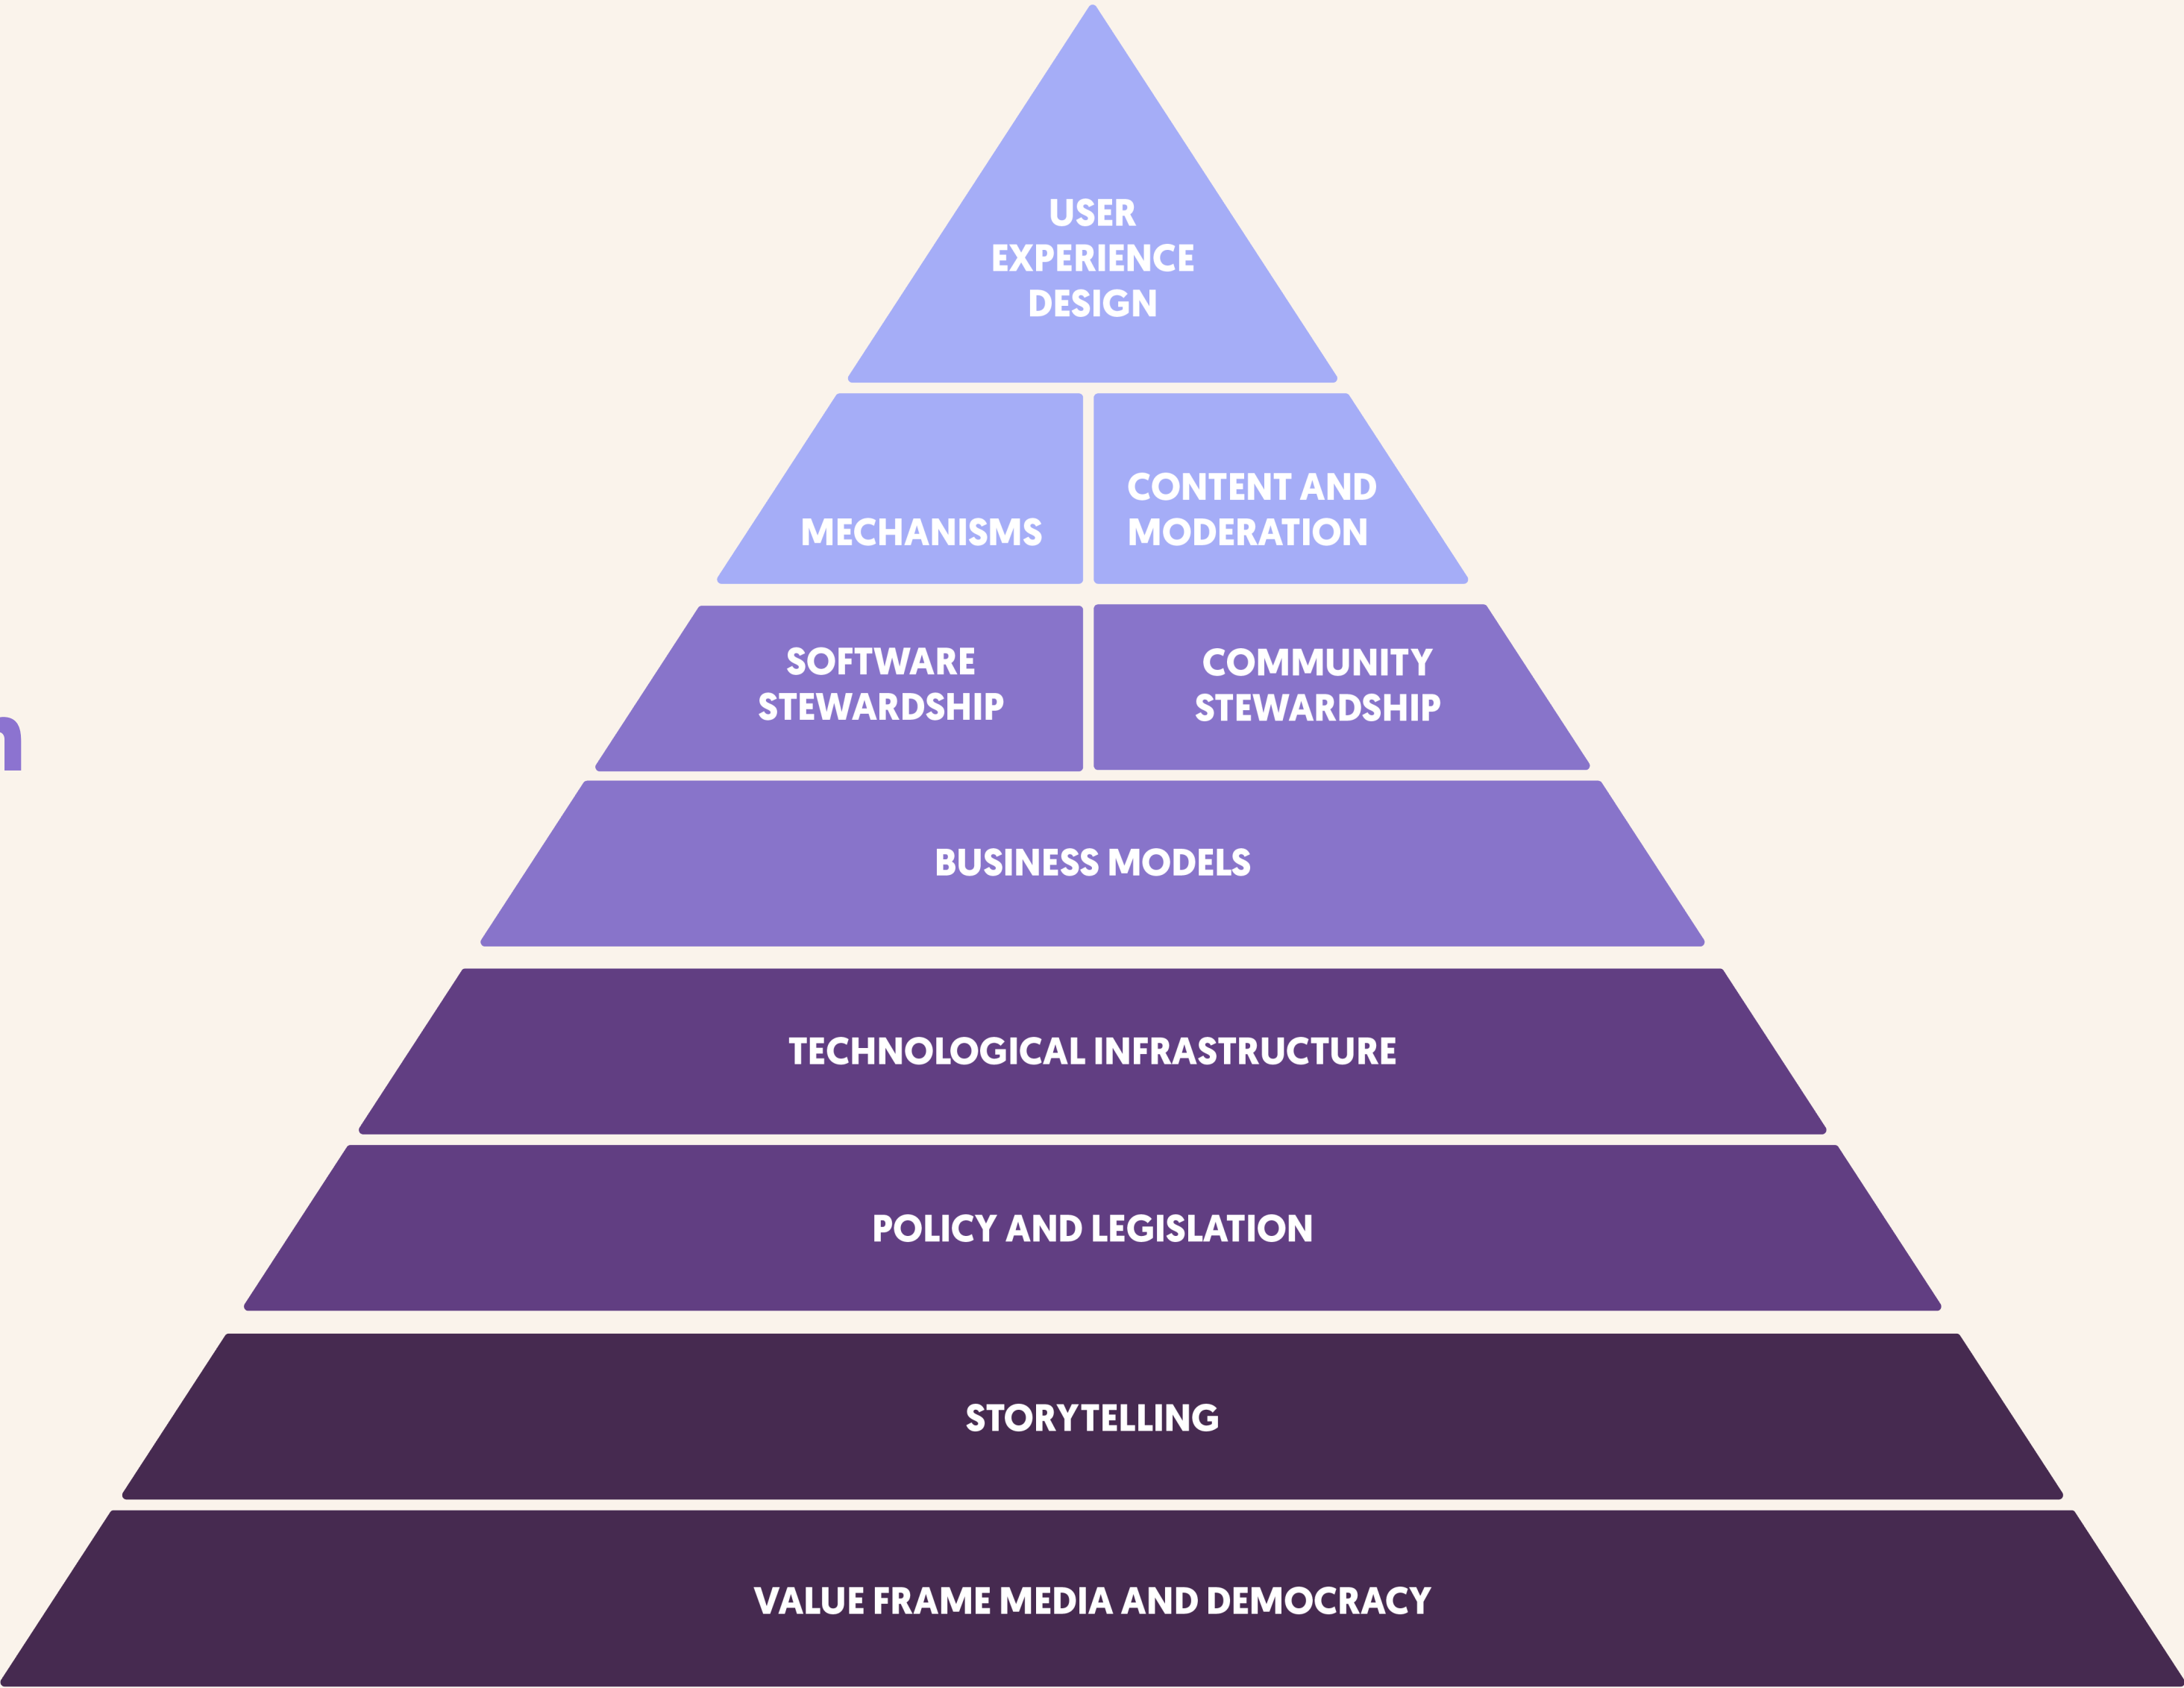 USER
EXPERIENCE
DESIGN
MECHANISMS
CONTENT AND
MODERATION
SOFTWARE
STEWARDSHIP
COMMUNITY
STEWARDSHIP
BUSINESS MODELS
TECHNOLOGICAL INFRASTRUCTURE
POLICY AND LEGISLATION
STORYTELLING
VALUE FRAME MEDIA AND DEMOCRACY